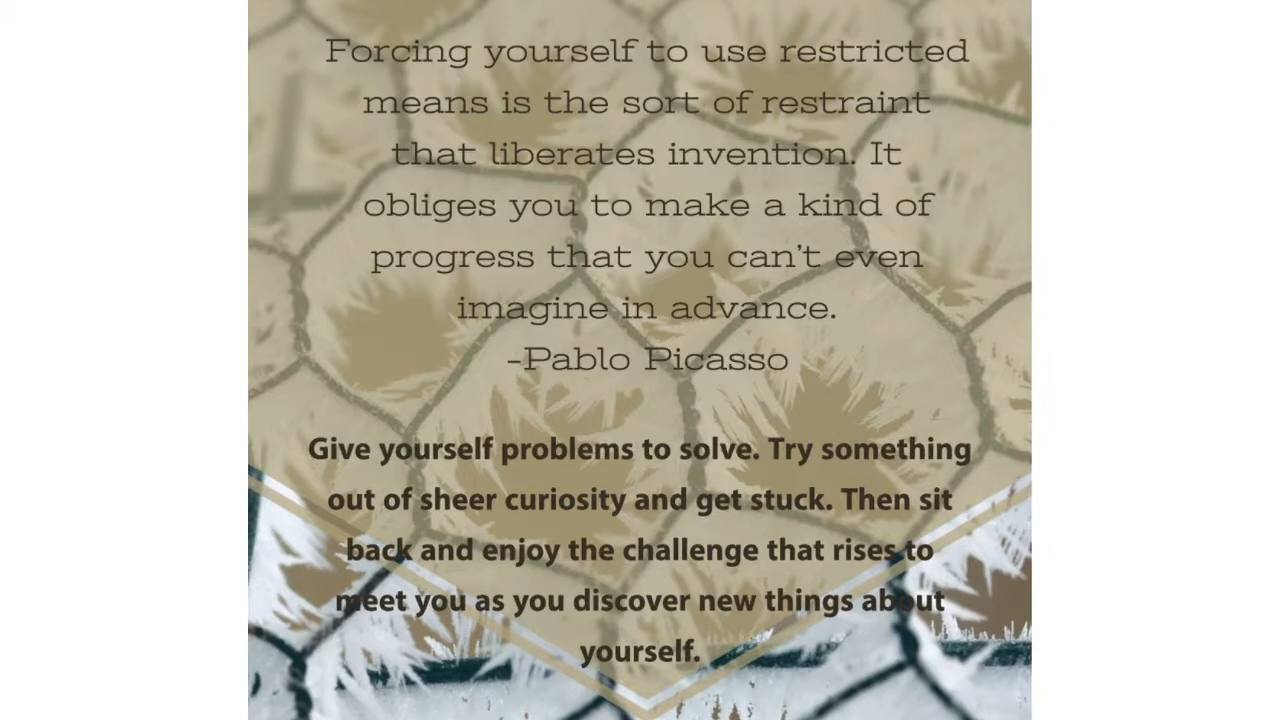 Forcing yourself to use restricted
means is the sort of restraint
that liberates invention. It
obliges you to make a kind of
progress that you can't even
imagine in advance.
-Pablo Picasso
Give yourself problems to solve. Try something
out of sheer curiosity and get stuck. Then sit
back and enjoy the challenge that rises to
meet you as you discover new things about
yourself.